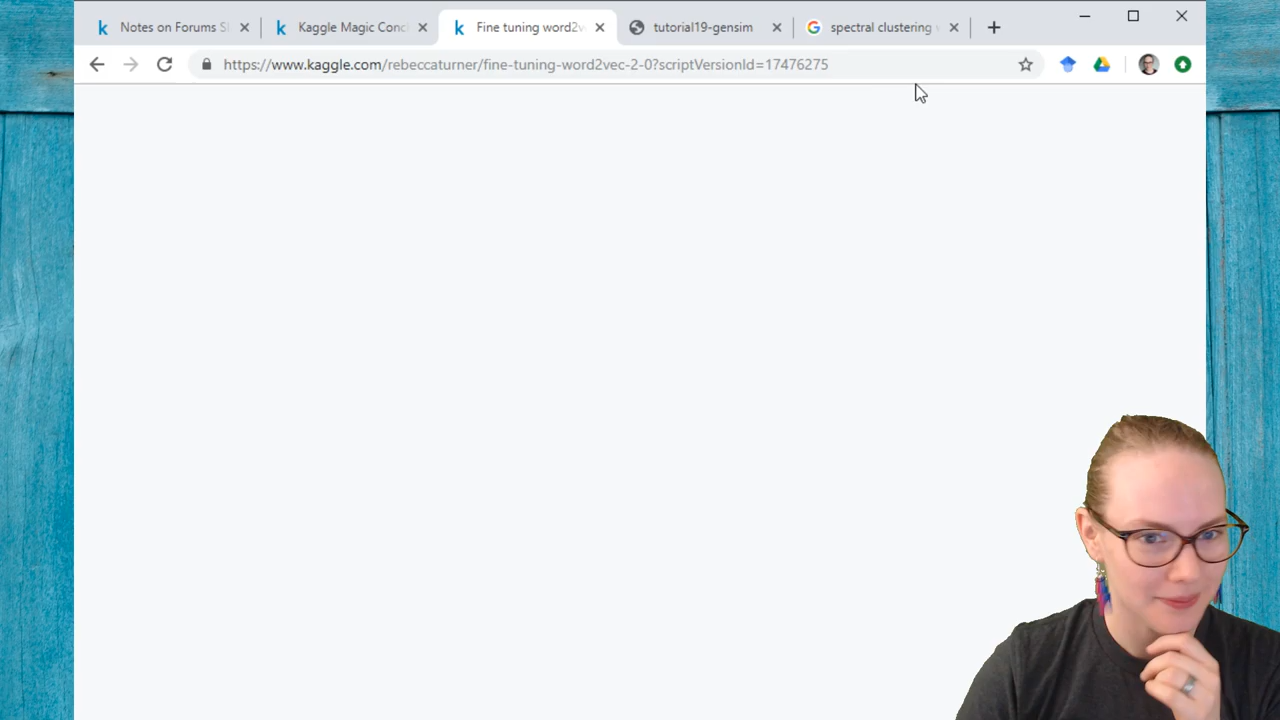 Notes on Forums S
Kaggle Magic Conc
Fine tuning word2v
tutorial19-gensim
spectral clustering
https://www.kaggle.com/rebeccaturner/fine-tuning-word2vec-2-0?scriptVersionId=17476275